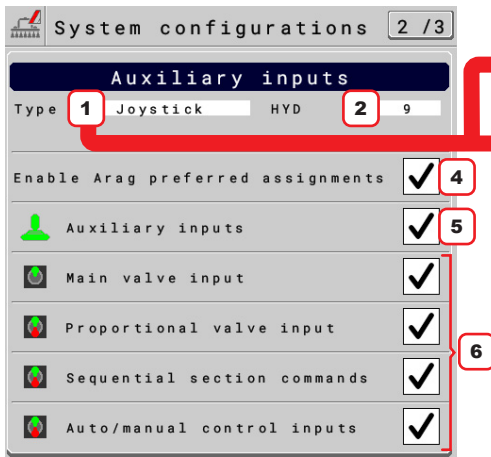 System configurations 2 /3
Auxiliary inputs
Type 1 Joystick HYD 2 9
Enable Arag preferred assignments 4
Auxiliary inputs 5
Main valve input
Proportional valve input
6
Sequential section commands
Auto/manual control inputs